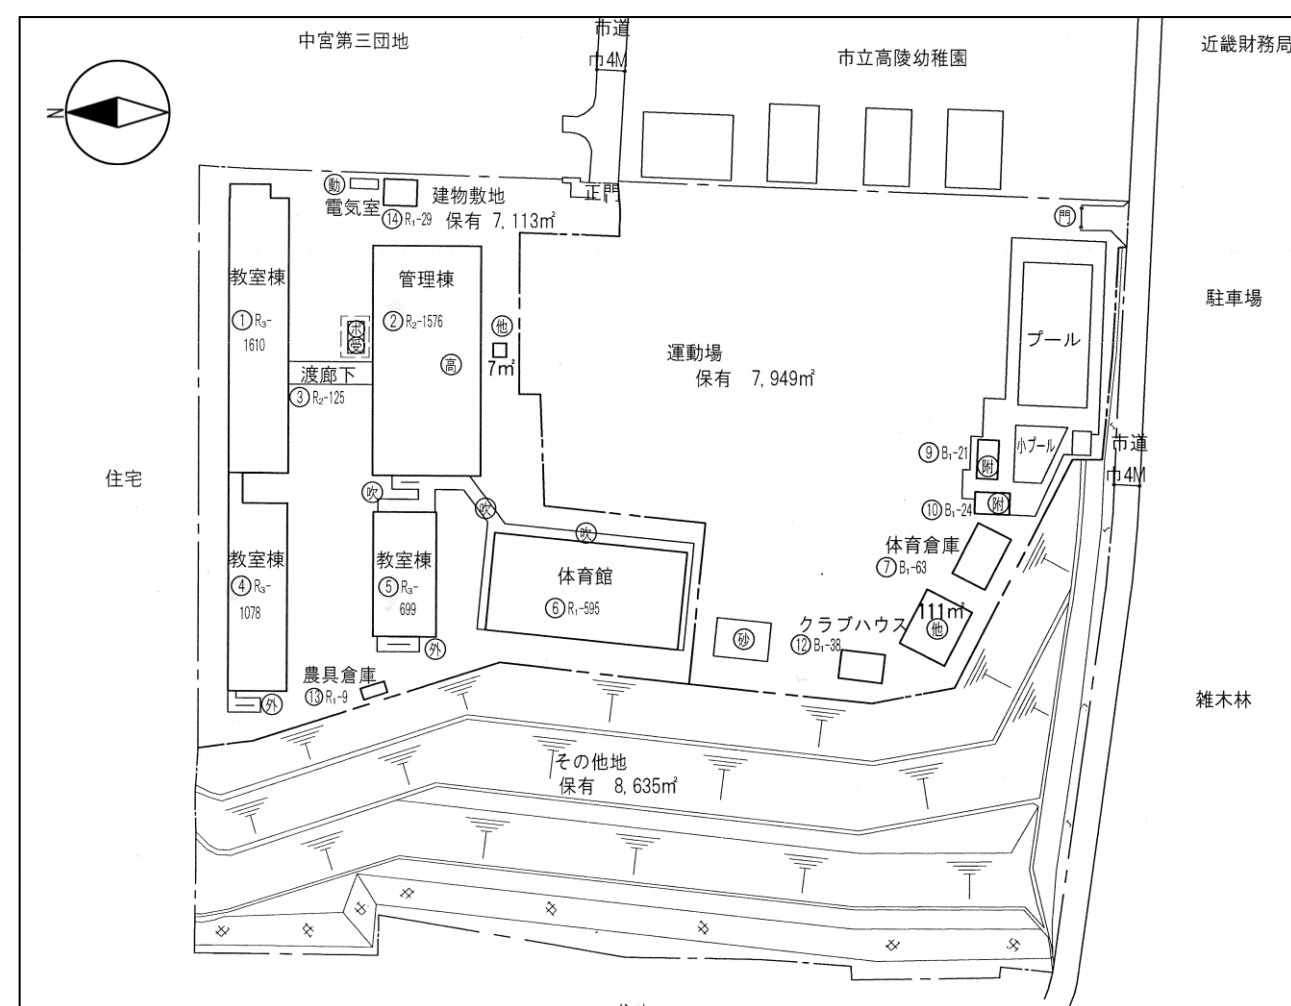 中宮第三団地
市道
巾4M
市立高陵幼稚園
近畿財務局
N
動
電気室
⑭R₁-29
建物敷地
保有 7,113㎡
正門
門
教室棟
①R₃-
1610
ポ
受
管理棟
②R₂-1576
高
他
7㎡
渡廊下
③R₂-125
運動場
保有 7,949㎡
プール
駐車場
小プール
⑨B₁-21
附
⑩B₁-24
附
市道
巾4M
住宅
吹
吹
吹
教室棟
④R₃-
1078
外
教室棟
⑤R₃-
699
外
体育館
⑥R₁-595
体育倉庫
⑦B₁-63
111㎡
他
クラブハウス
⑫B₁-38
砂
農具倉庫
⑬R₁-9
雑木林
その他地
保有 8,635㎡